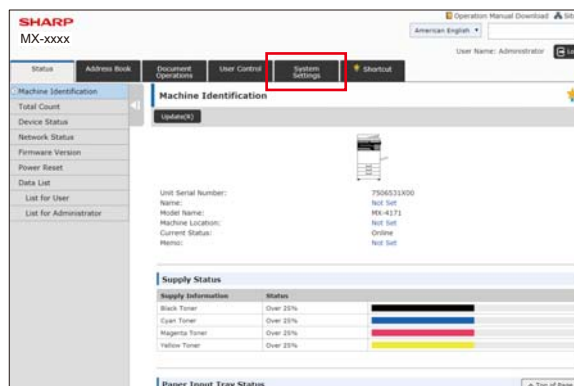 SHARP
MX-xxxx
Operation Manual Download
American English
User Name: Administrator
Status
Address Book
Document Operations
User Control
System Settings
Shortcut
Machine Identification
Total Count
Device Status
Network Status
Firmware Version
Power Reset
Data List
List for User
List for Administrator
Machine Identification
Update(R)
Unit Serial Number: 7506531X00
Name: Not Set
Model Name: MX-4171
Machine Location: Not Set
Current Status: Online
Memo: Not Set
Supply Status
Supply Information Status
Black Toner Over 25%
Cyan Toner Over 25%
Magenta Toner Over 25%
Yellow Toner Over 25%
Paper Input Tray Status
Top of Page